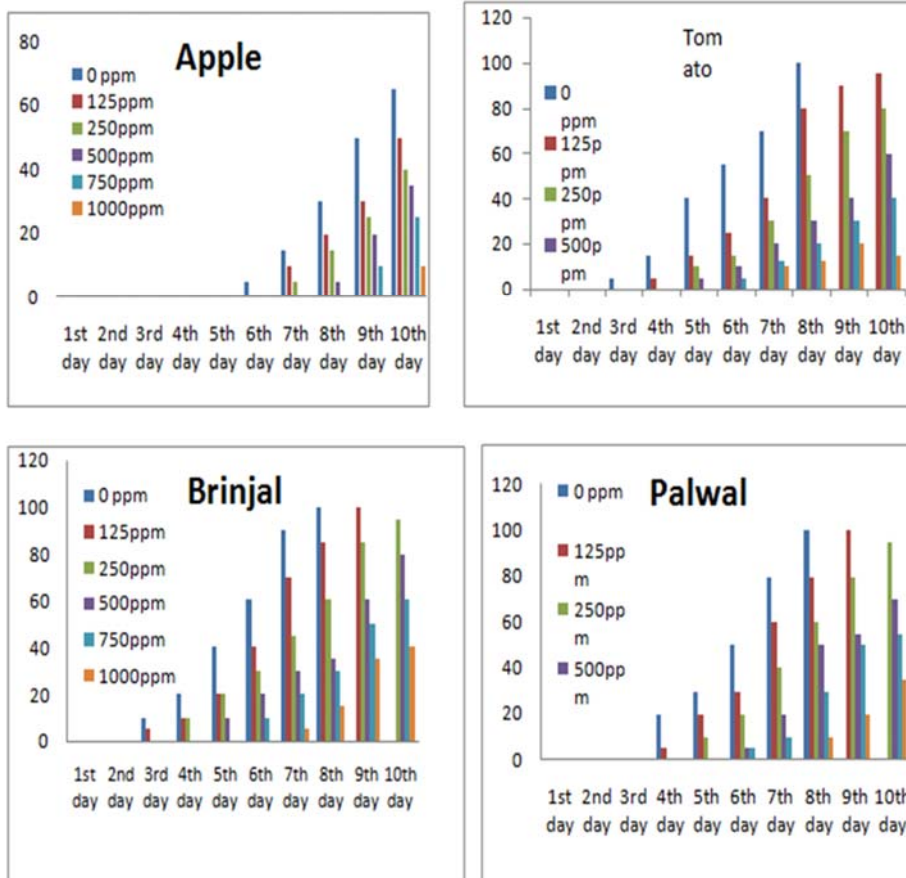 Apple
80
60
40
20
0
0 ppm
125ppm
250ppm
500ppm
750ppm
1000ppm
1st 2nd 3rd 4th 5th 6th 7th 8th 9th 10th
day day day day day day day day day day
Tom
ato
120
100
80
60
40
20
0
0
ppm
125p
pm
250p
pm
500p
pm
1st 2nd 3rd 4th 5th 6th 7th 8th 9th 10th
day day day day day day day day day day
Brinjal
120
100
80
60
40
20
0
0 ppm
125ppm
250ppm
500ppm
750ppm
1000ppm
1st 2nd 3rd 4th 5th 6th 7th 8th 9th 10th
day day day day day day day day day day
Palwal
120
100
80
60
40
20
0
0 ppm
125pp
m
250pp
m
500pp
m
1st 2nd 3rd 4th 5th 6th 7th 8th 9th 10th
day day day day day day day day day day